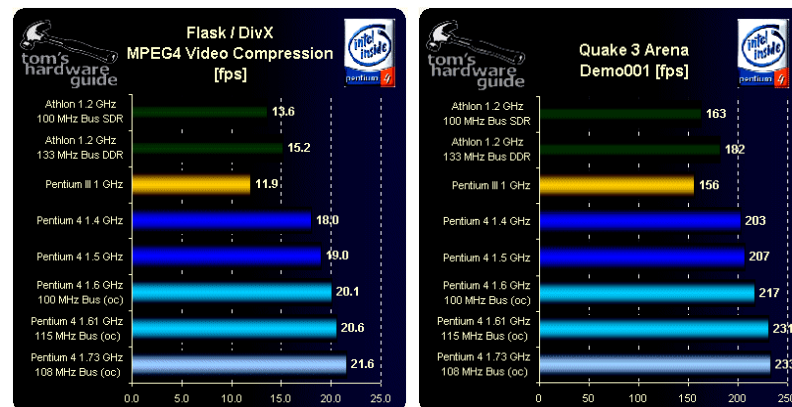 tom's
hardware
guide
Flask / DivX
MPEG4 Video Compression
[fps]
intel
inside
pentium 4
Athlon 1.2 GHz
100 MHz Bus SDR
13.6
Athlon 1.2 GHz
133 MHz Bus DDR
15.2
Pentium III 1 GHz
11.9
Pentium 4 1.4 GHz
18.0
Pentium 4 1.5 GHz
19.0
Pentium 4 1.6 GHz
100 MHz Bus (oc)
20.1
Pentium 4 1.61 GHz
115 MHz Bus (oc)
20.6
Pentium 4 1.73 GHz
108 MHz Bus (oc)
21.6
0.0 5.0 10.0 15.0 20.0 25.0
tom's
hardware
guide
Quake 3 Arena
Demo001 [fps]
intel
inside
pentium 4
Athlon 1.2 GHz
100 MHz Bus SDR
163
Athlon 1.2 GHz
133 MHz Bus DDR
182
Pentium III 1 GHz
156
Pentium 4 1.4 GHz
203
Pentium 4 1.5 GHz
207
Pentium 4 1.6 GHz
100 MHz Bus (oc)
217
Pentium 4 1.61 GHz
115 MHz Bus (oc)
231
Pentium 4 1.73 GHz
108 MHz Bus (oc)
233
0 50 100 150 200 250